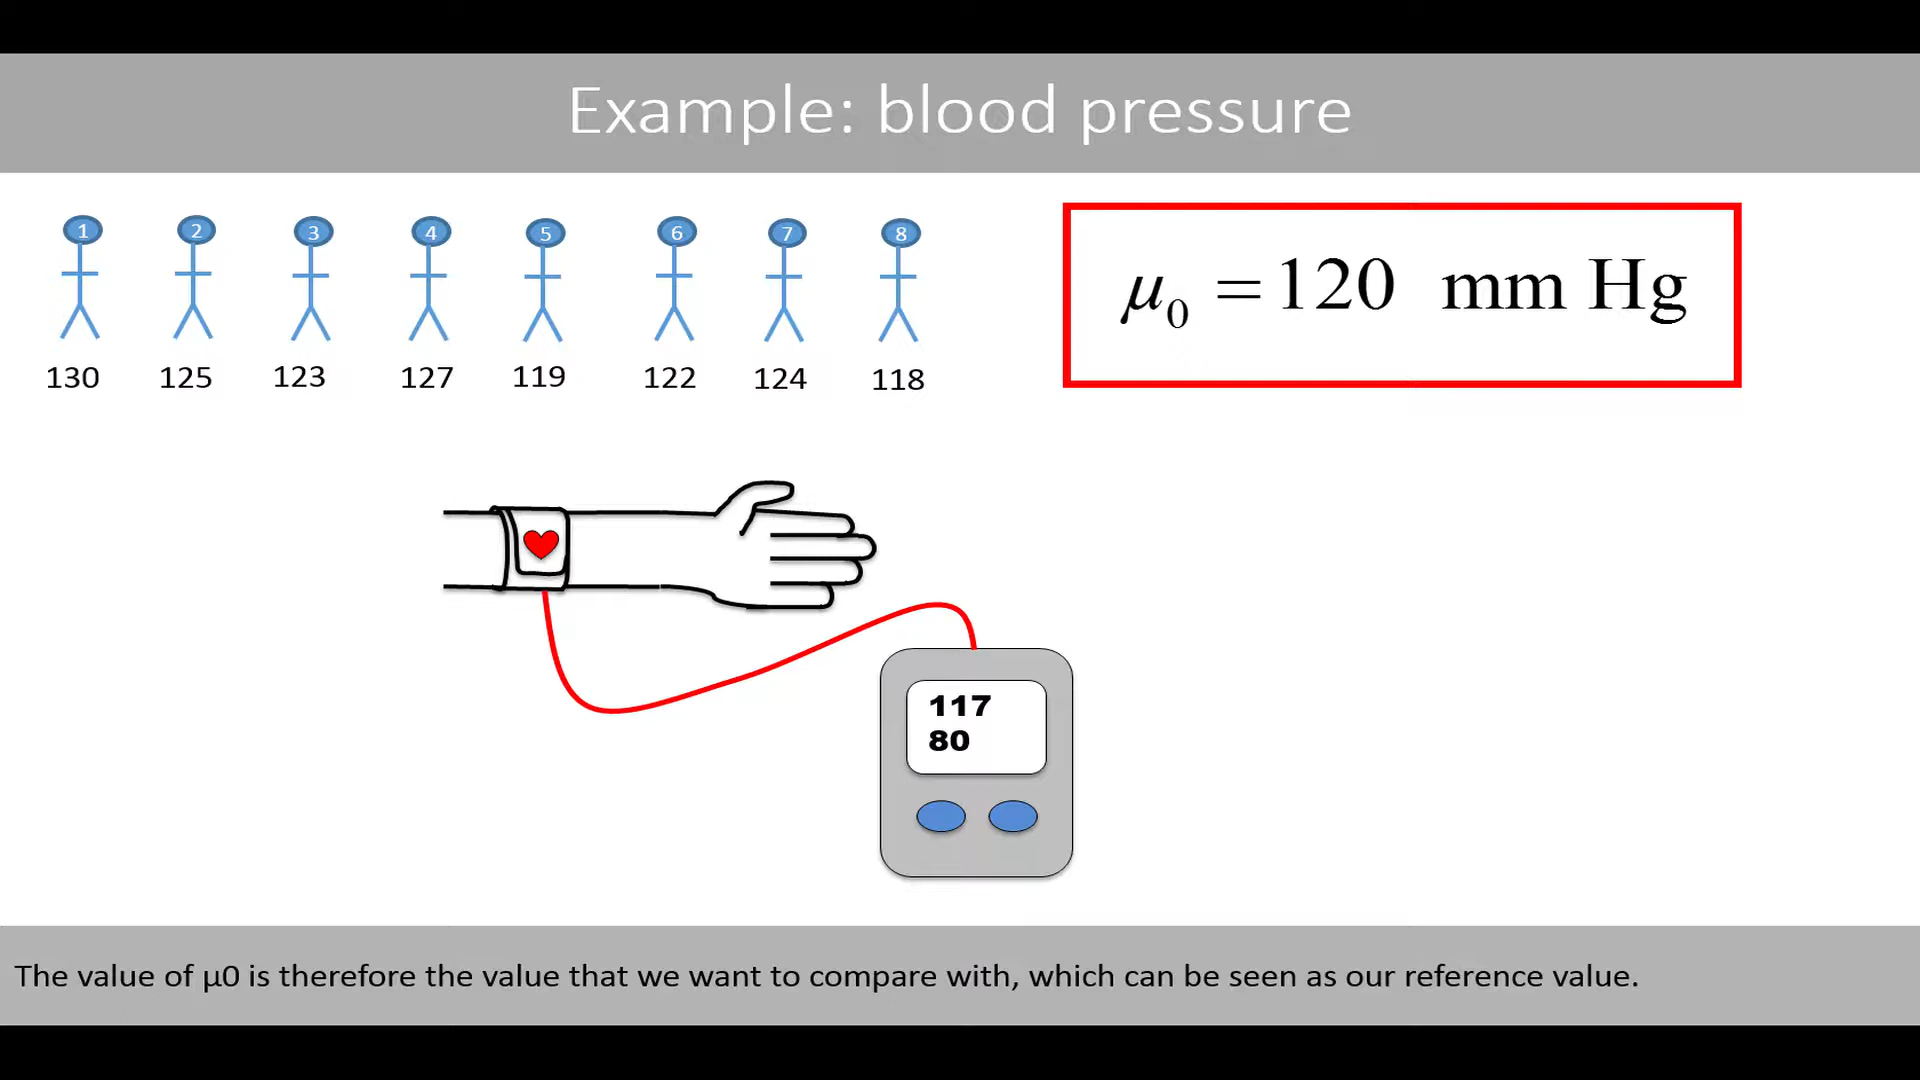 Example: blood pressure
1 2 3 4 5 6 7 8
130 125 123 127 119 122 124 118
μ₀ = 120 mm Hg
117
80
The value of µ0 is therefore the value that we want to compare with, which can be seen as our reference value.